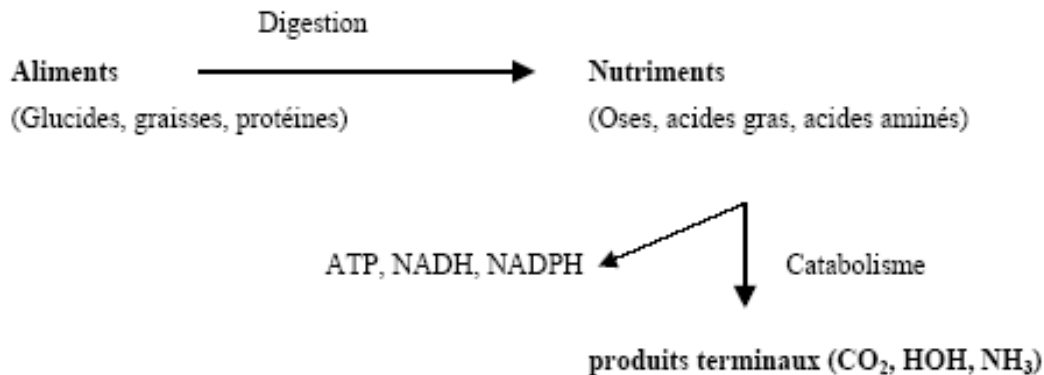 Digestion
Aliments
Nutriments
(Glucides, graisses, protéines)
(Oses, acides gras, acides aminés)
ATP, NADH, NADPH
Catabolisme
produits terminaux (CO₂, HOH, NH₃)